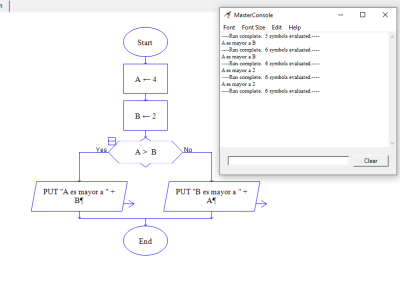 n
MasterConsole
Font Font Size Edit Help
----Run complete. 5 symbols evaluated.----
A es mayor a B
----Run complete. 6 symbols evaluated.----
A es mayor a B
----Run complete. 6 symbols evaluated.----
A es mayor a 2
----Run complete. 6 symbols evaluated.----
A es mayor a 2
----Run complete. 6 symbols evaluated.----
Clear
Start
A ← 4
B ← 2
Yes
A > B
No
PUT "A es mayor a " +
B¶
PUT "B es mayor a " +
A¶
End